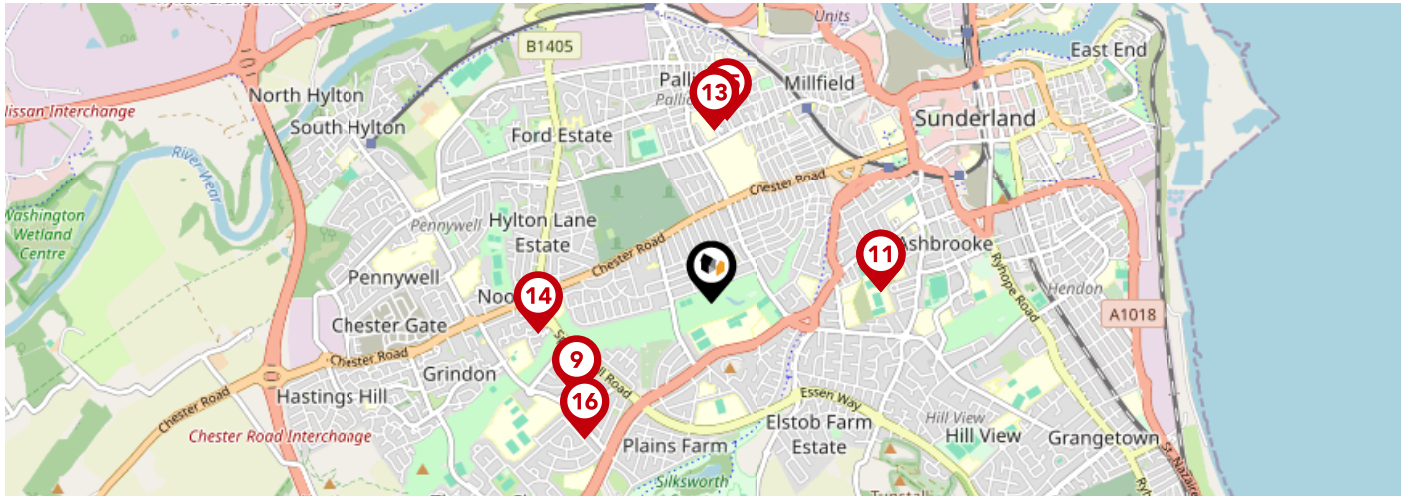 Units
East End
B1405
North Hylton
Millfield
13
Nissan Interchange
South Hylton
Ford Estate
Sunderland
River Wear
Chester Road
Washington
Wetland
Centre
Pennywell
Hylton Lane
Estate
Chester Road
11
Ashbrooke
Pennywell
Ryhope Road
Hendon
14
A1018
Chester Gate
Chester Road
9
Grindon
Hastings Hill
Chester Road
16
Essen Way
Chester Road Interchange
Plains Farm
Elstob Farm
Estate
Hill View
Hill View
Grangetown
Silksworth